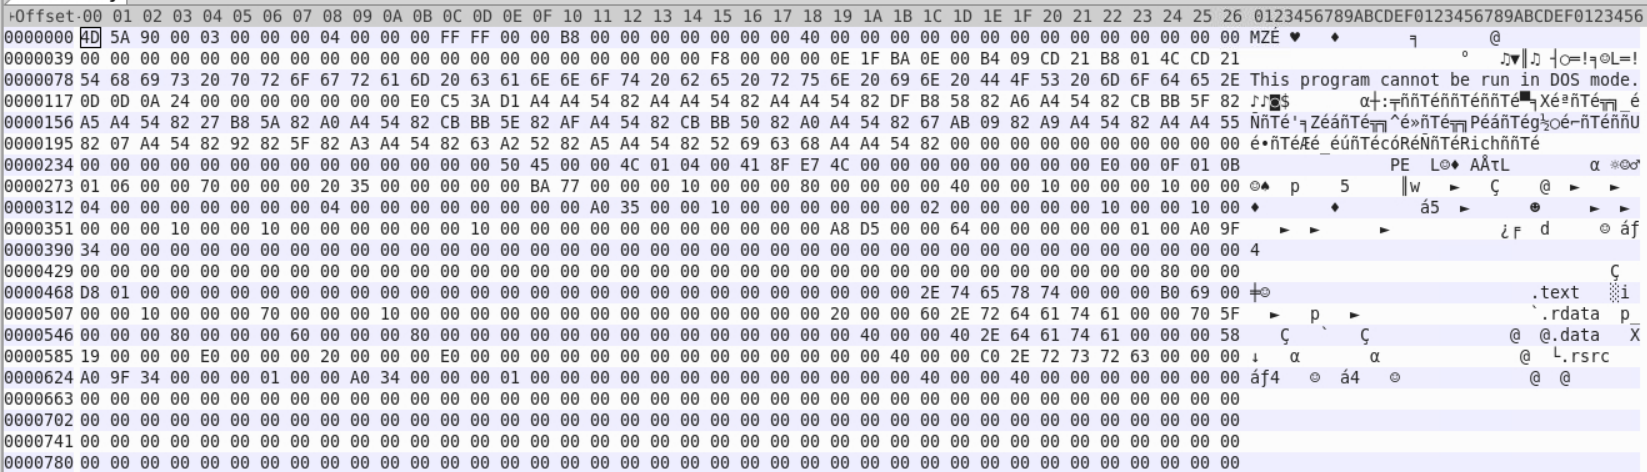 Offset 00 01 02 03 04 05 06 07 08 09 0A 0B 0C 0D 0E 0F 10 11 12 13 14 15 16 17 18 19 1A 1B 1C 1D 1E 1F 20 21 22 23 24 25 26 0123456789ABCDEF0123456789ABCDEF0123456
0000000 4D 5A 90 00 03 00 00 00 04 00 00 00 FF FF 00 00 B8 00 00 00 00 00 00 00 40 00 00 00 00 00 00 00 00 00 00 00 00 00 00 MZÉ ♥ ♦ ╕ @
0000039 00 00 00 00 00 00 00 00 00 00 00 00 00 00 00 00 00 00 00 00 00 F8 00 00 00 0E 1F BA 0E 00 B4 09 CD 21 B8 01 4C CD 21 ° ♫▼║♫ ┤○═!╕☺L═!
0000078 54 68 69 73 20 70 72 6F 67 72 61 6D 20 63 61 6E 6E 6F 74 20 62 65 20 72 75 6E 20 69 6E 20 44 4F 53 20 6D 6F 64 65 2E This program cannot be run in DOS mode.
0000117 0D 0D 0A 24 00 00 00 00 00 00 00 E0 C5 3A D1 A4 A4 54 82 A4 A4 54 82 A4 A4 54 82 DF B8 58 82 A6 A4 54 82 CB BB 5F 82 ♪♪◙$ α┼:╤ññTéññTéññTé▀╕XéªñTé╦╗_é
0000156 A5 A4 54 82 27 B8 5A 82 A0 A4 54 82 CB BB 5E 82 AF A4 54 82 CB BB 50 82 A0 A4 54 82 67 AB 09 82 A9 A4 54 82 A4 A4 55 ÑñTé'╕ZéáñTé╦╗^é»ñTé╦╗PéáñTég½○é⌐ñTéññU
0000195 82 07 A4 54 82 92 82 5F 82 A3 A4 54 82 63 A2 52 82 A5 A4 54 82 52 69 63 68 A4 A4 54 82 00 00 00 00 00 00 00 00 00 00 é•ñTéÆé_éúñTécóRéÑñTéRichññTé
0000234 00 00 00 00 00 00 00 00 00 00 00 00 00 00 50 45 00 00 4C 01 04 00 41 8F E7 4C 00 00 00 00 00 00 00 00 E0 00 0F 01 0B PE L☺♦ AÅτL α ☼☺♂
0000273 01 06 00 00 70 00 00 00 20 35 00 00 00 00 00 BA 77 00 00 00 10 00 00 00 80 00 00 00 00 40 00 00 10 00 00 00 10 00 00 ☺♠ p 5 ║w ► Ç @ ► ►
0000312 04 00 00 00 00 00 00 00 04 00 00 00 00 00 00 00 00 A0 35 00 00 10 00 00 00 00 00 00 02 00 00 00 00 00 10 00 00 10 00 ♦ ♦ á5 ► ☻ ► ►
0000351 00 00 00 10 00 00 10 00 00 00 00 00 00 10 00 00 00 00 00 00 00 00 00 00 00 A8 D5 00 00 64 00 00 00 00 00 01 00 A0 9F ► ► ► ¿╒ d ☺ áƒ
0000390 34 00 00 00 00 00 00 00 00 00 00 00 00 00 00 00 00 00 00 00 00 00 00 00 00 00 00 00 00 00 00 00 00 00 00 00 00 00 00 4
0000429 00 00 00 00 00 00 00 00 00 00 00 00 00 00 00 00 00 00 00 00 00 00 00 00 00 00 00 00 00 00 00 00 00 00 00 00 80 00 00 Ç
0000468 D8 01 00 00 00 00 00 00 00 00 00 00 00 00 00 00 00 00 00 00 00 00 00 00 00 00 00 00 2E 74 65 78 74 00 00 00 B0 69 00 ╪☺ .text ░i
0000507 00 00 10 00 00 00 70 00 00 00 10 00 00 00 00 00 00 00 00 00 00 00 00 00 00 20 00 00 60 2E 72 64 61 74 61 00 00 70 5F ► p ► `.rdata p_
0000546 00 00 00 80 00 00 00 60 00 00 00 80 00 00 00 00 00 00 00 00 00 00 00 00 00 00 40 00 00 40 2E 64 61 74 61 00 00 00 58 Ç ` Ç @ @.data X
0000585 19 00 00 00 E0 00 00 00 20 00 00 00 E0 00 00 00 00 00 00 00 00 00 00 00 00 00 00 40 00 00 C0 2E 72 73 72 63 00 00 00 ↓ α α @ └.rsrc
0000624 A0 9F 34 00 00 00 01 00 00 A0 34 00 00 00 01 00 00 00 00 00 00 00 00 00 00 00 00 00 40 00 00 40 00 00 00 00 00 00 00 áƒ4 ☺ á4 ☺ @ @
0000663 00 00 00 00 00 00 00 00 00 00 00 00 00 00 00 00 00 00 00 00 00 00 00 00 00 00 00 00 00 00 00 00 00 00 00 00 00 00 00
0000702 00 00 00 00 00 00 00 00 00 00 00 00 00 00 00 00 00 00 00 00 00 00 00 00 00 00 00 00 00 00 00 00 00 00 00 00 00 00 00
0000741 00 00 00 00 00 00 00 00 00 00 00 00 00 00 00 00 00 00 00 00 00 00 00 00 00 00 00 00 00 00 00 00 00 00 00 00 00 00 00
0000780 00 00 00 00 00 00 00 00 00 00 00 00 00 00 00 00 00 00 00 00 00 00 00 00 00 00 00 00 00 00 00 00 00 00 00 00 00 00 00